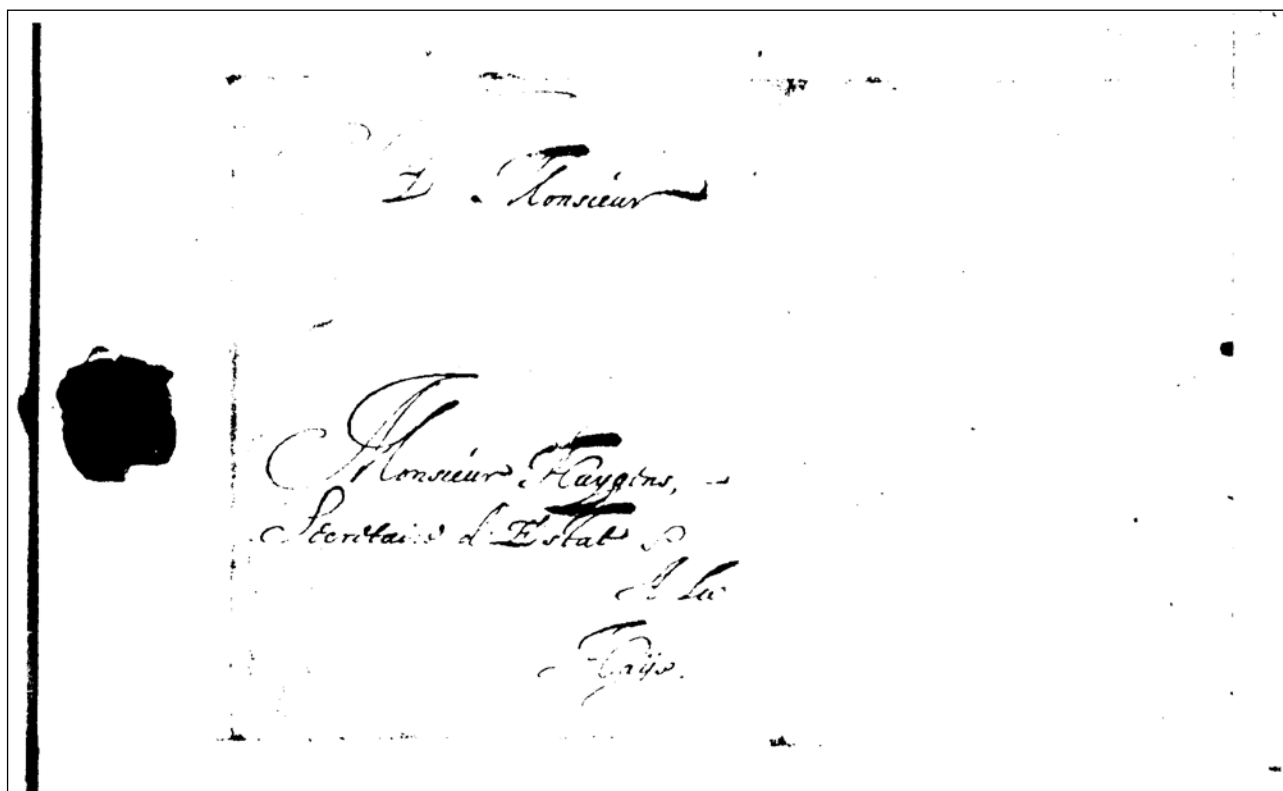 A Monsieur
Monsieur Huygens,
Secretaire d'Estat
A la
Haye.